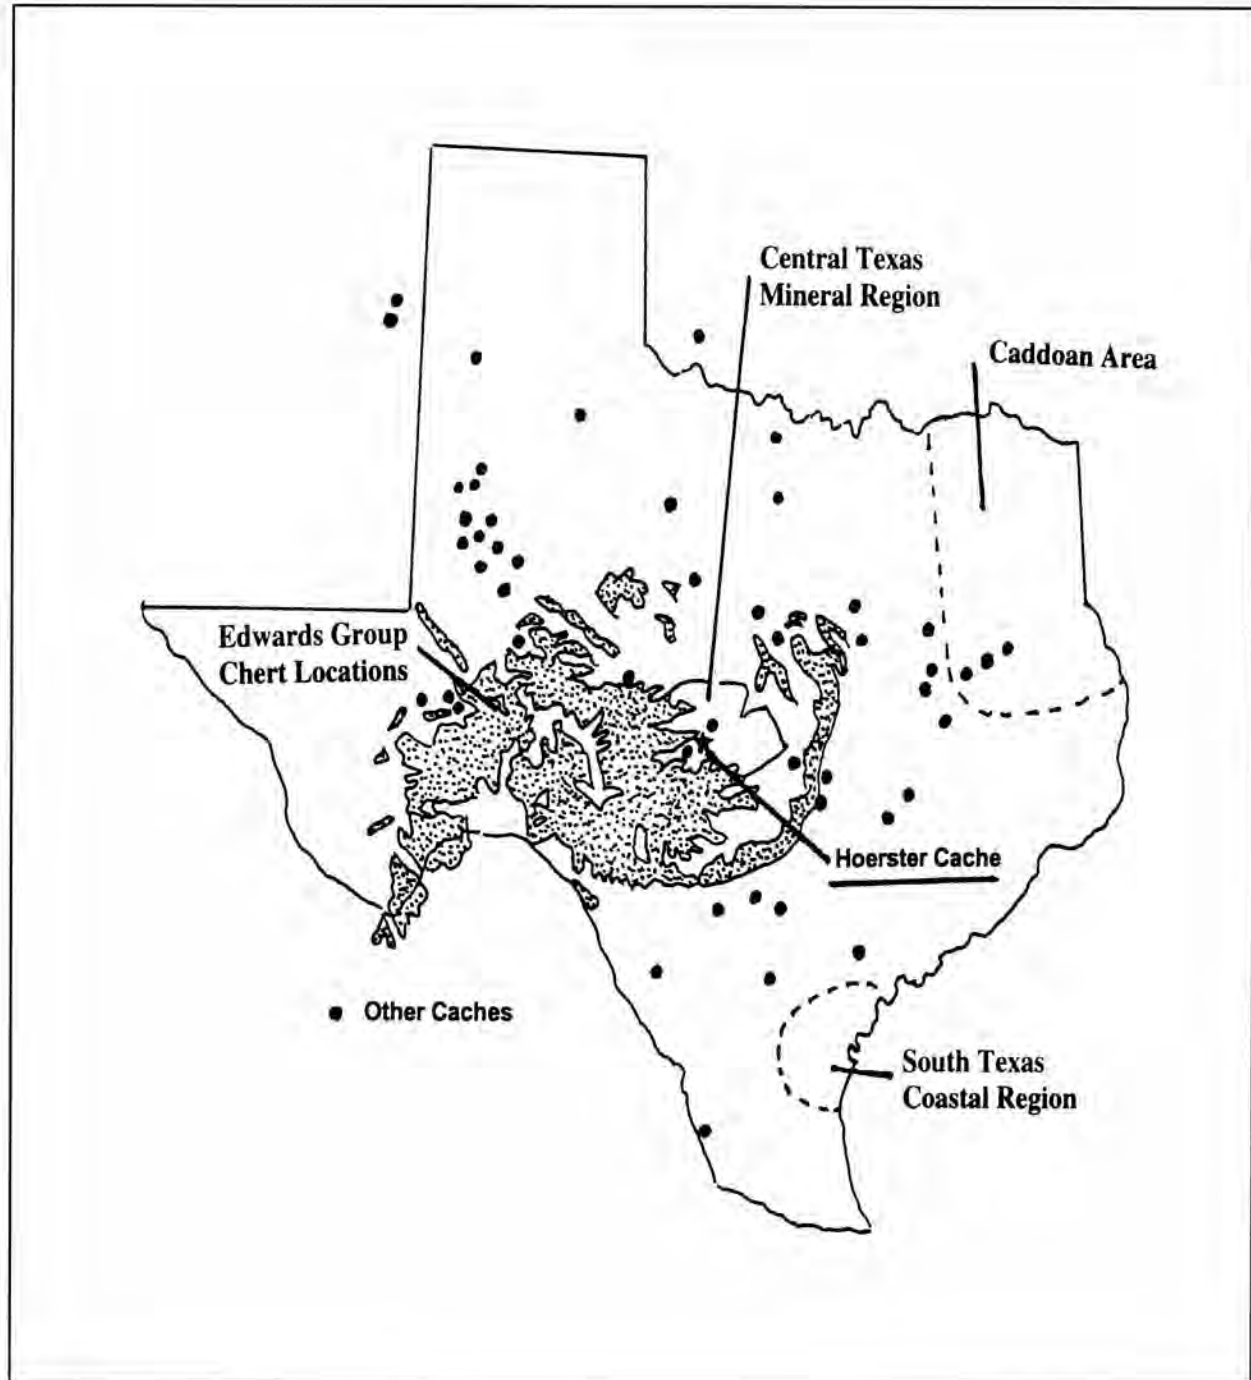 Central Texas
Mineral Region
Caddoan Area
Edwards Group
Chert Locations
Hoerster Cache
Other Caches
South Texas
Coastal Region